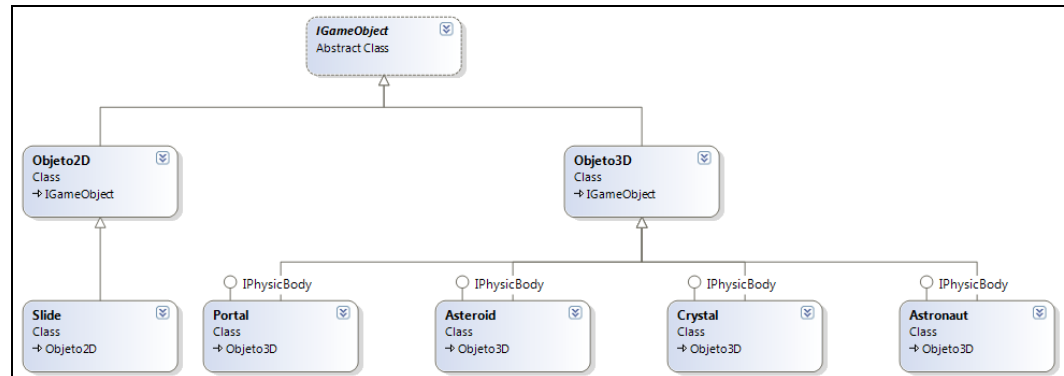 IGameObject
Abstract Class
Objeto2D
Class
IGameObject
Objeto3D
Class
IGameObject
IPhysicBody
IPhysicBody
IPhysicBody
IPhysicBody
Slide
Class
Objeto2D
Portal
Class
Objeto3D
Asteroid
Class
Objeto3D
Crystal
Class
Objeto3D
Astronaut
Class
Objeto3D